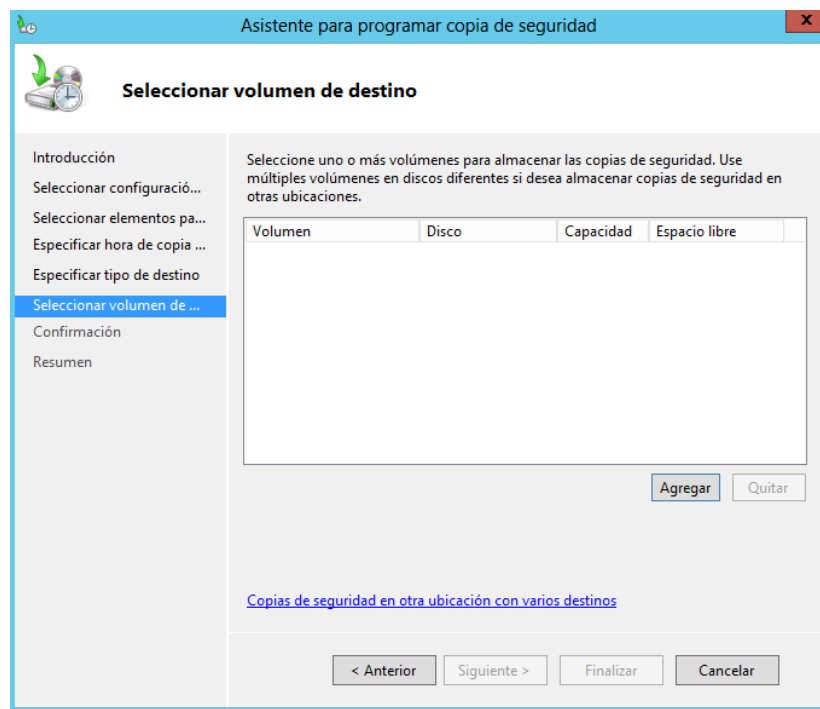 Asistente para programar copia de seguridad
x
Seleccionar volumen de destino
Introducción
Seleccionar configuració...
Seleccionar elementos pa...
Especificar hora de copia ...
Especificar tipo de destino
Seleccionar volumen de ...
Confirmación
Resumen
Seleccione uno o más volúmenes para almacenar las copias de seguridad. Use
múltiples volúmenes en discos diferentes si desea almacenar copias de seguridad en
otras ubicaciones.
Volumen Disco Capacidad Espacio libre
Agregar Quitar
Copias de seguridad en otra ubicación con varios destinos
< Anterior Siguiente > Finalizar Cancelar